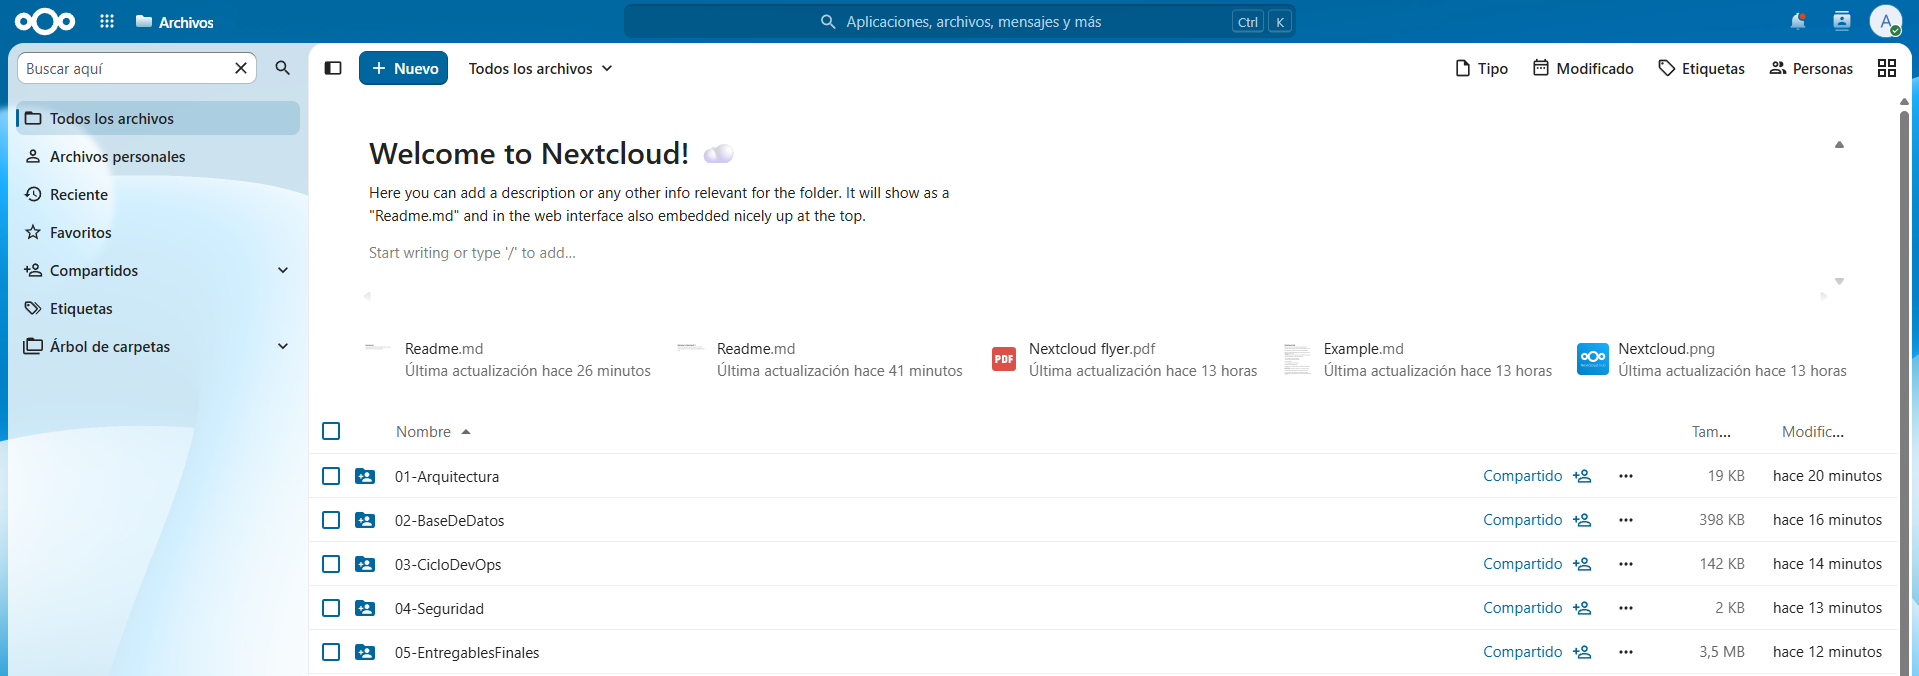 Archivos
Aplicaciones, archivos, mensajes y más
Ctrl K
A
Buscar aquí
Nuevo
Todos los archivos
Tipo
Modificado
Etiquetas
Personas
Todos los archivos
Archivos personales
Reciente
Favoritos
Compartidos
Etiquetas
Árbol de carpetas
Welcome to Nextcloud!
Here you can add a description or any other info relevant for the folder. It will show as a
"Readme.md" and in the web interface also embedded nicely up at the top.
Start writing or type '/' to add...
Readme.md
Última actualización hace 26 minutos
Readme.md
Última actualización hace 41 minutos
PDF
Nextcloud flyer.pdf
Última actualización hace 13 horas
Example.md
Última actualización hace 13 horas
Nextcloud.png
Última actualización hace 13 horas
Nombre Tam... Modific...
01-Arquitectura Compartido ··· 19 KB hace 20 minutos
02-BaseDeDatos Compartido ··· 398 KB hace 16 minutos
03-CicloDevOps Compartido ··· 142 KB hace 14 minutos
04-Seguridad Compartido ··· 2 KB hace 13 minutos
05-EntregablesFinales Compartido ··· 3,5 MB hace 12 minutos